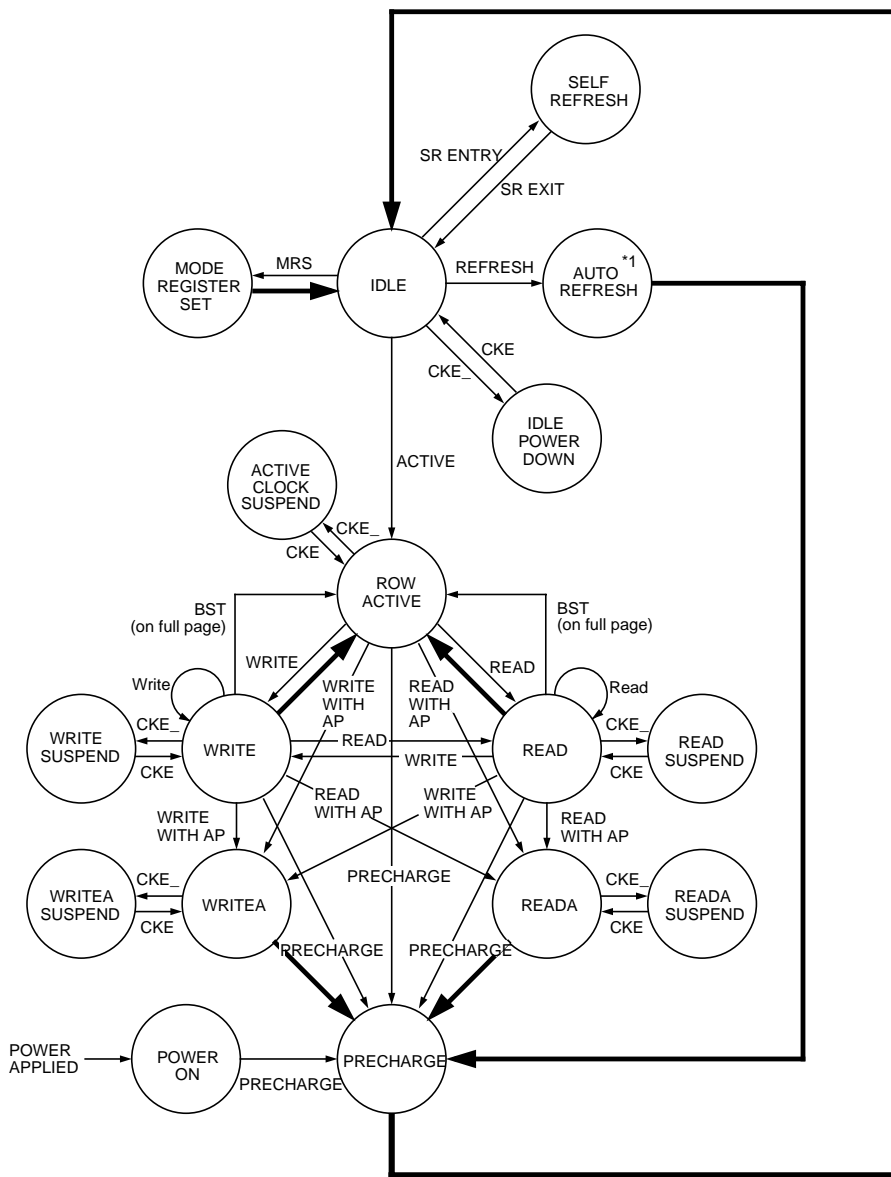 SELF
REFRESH
SR ENTRY
SR EXIT
MODE
REGISTER
SET
MRS
IDLE
REFRESH
AUTO *1
REFRESH
CKE
CKE_
IDLE
POWER
DOWN
ACTIVE
ACTIVE
CLOCK
SUSPEND
CKE_
CKE
ROW
ACTIVE
BST
(on full page)
BST
(on full page)
WRITE
READ
Write
WRITE
WITH
AP
READ
WITH
AP
Read
WRITE
SUSPEND
CKE_
CKE
WRITE
READ
WRITE
READ
CKE_
CKE
READ
SUSPEND
WRITE
WITH AP
READ
WITH AP
WRITE
WITH AP
READ
WITH AP
WRITEA
SUSPEND
CKE_
CKE
WRITEA
PRECHARGE
READA
CKE_
CKE
READA
SUSPEND
PRECHARGE
PRECHARGE
POWER
APPLIED
POWER
ON
PRECHARGE
PRECHARGE